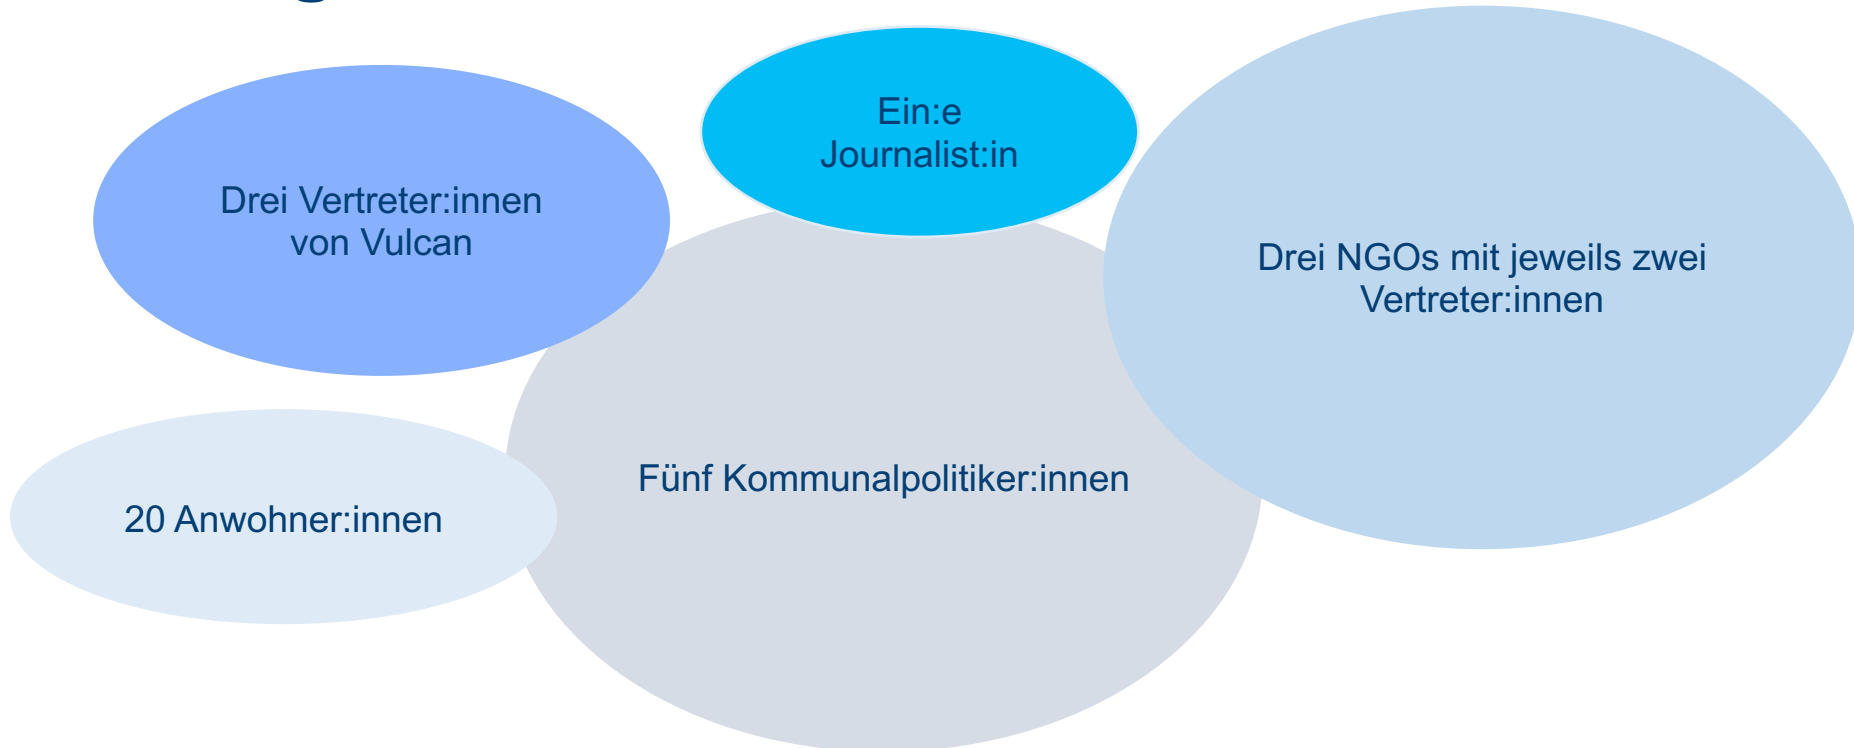 Ein:e
Journalist:in
Drei Vertreter:innen
von Vulcan
Drei NGOs mit jeweils zwei
Vertreter:innen
Fünf Kommunalpolitiker:innen
20 Anwohner:innen